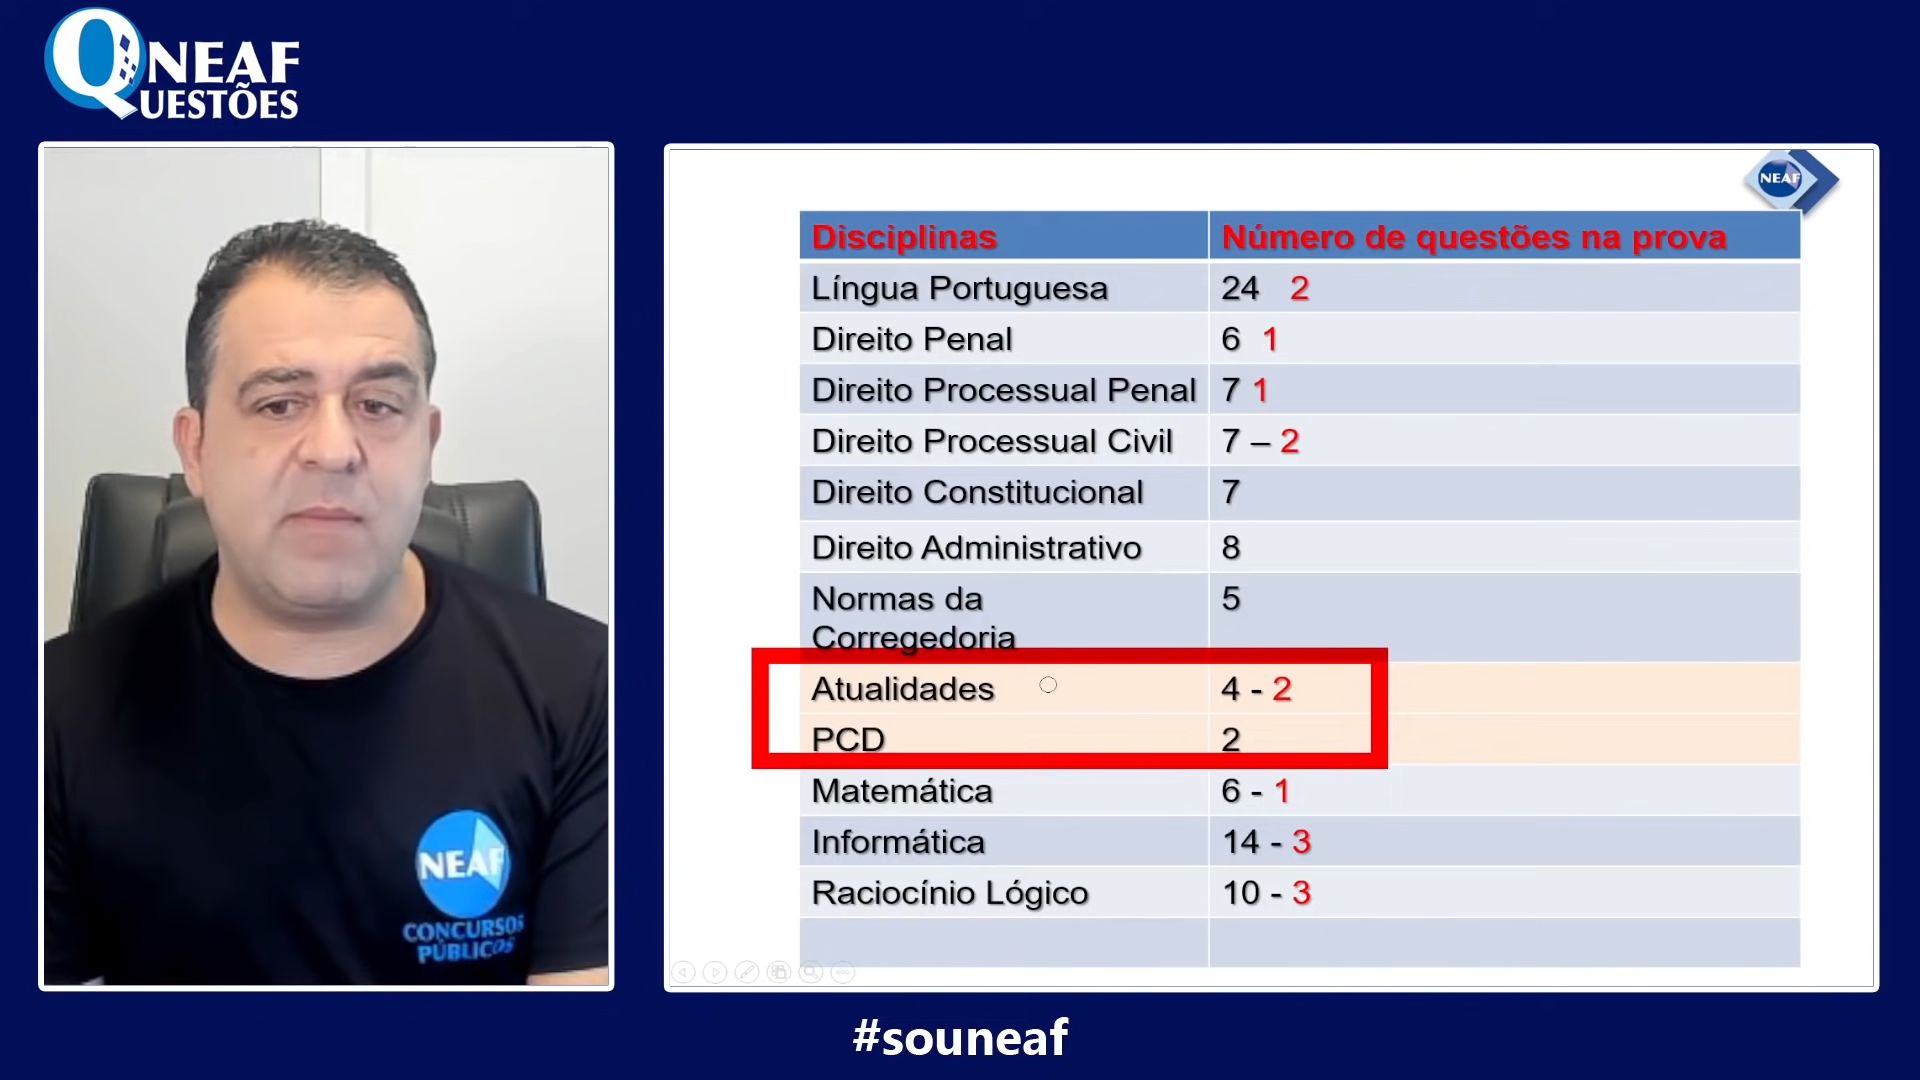 QNEAF
QUESTÕES
NEAF
Disciplinas Número de questões na prova
Língua Portuguesa 24 2
Direito Penal 6 1
Direito Processual Penal 7 1
Direito Processual Civil 7 – 2
Direito Constitucional 7
Direito Administrativo 8
Normas da 5
Corregedoria
Atualidades 4 - 2
PCD 2
Matemática 6 - 1
Informática 14 - 3
Raciocínio Lógico 10 - 3
NEAF
CONCURSOS
PÚBLICOS
#souneaf